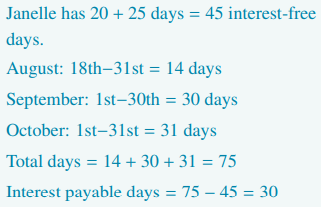 Janelle has 20 + 25 days = 45 interest-free
days.
August: 18th–31st = 14 days
September: 1st–30th = 30 days
October: 1st–31st = 31 days
Total days = 14 + 30 + 31 = 75
Interest payable days = 75 − 45 = 30